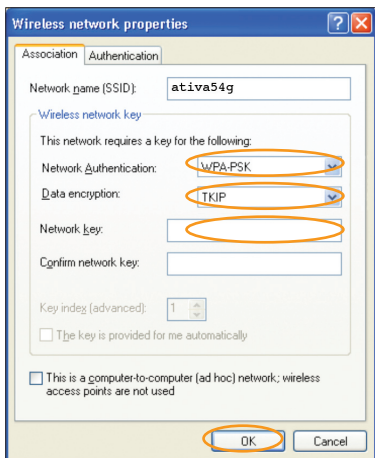 Wireless network properties
Association Authentication
Network name (SSID): ativa54g
Wireless network key
This network requires a key for the following:
Network Authentication: WPA-PSK
Data encryption: TKIP
Network key:
Confirm network key:
Key index (advanced): 1
The key is provided for me automatically
This is a computer-to-computer (ad hoc) network; wireless
access points are not used
OK Cancel